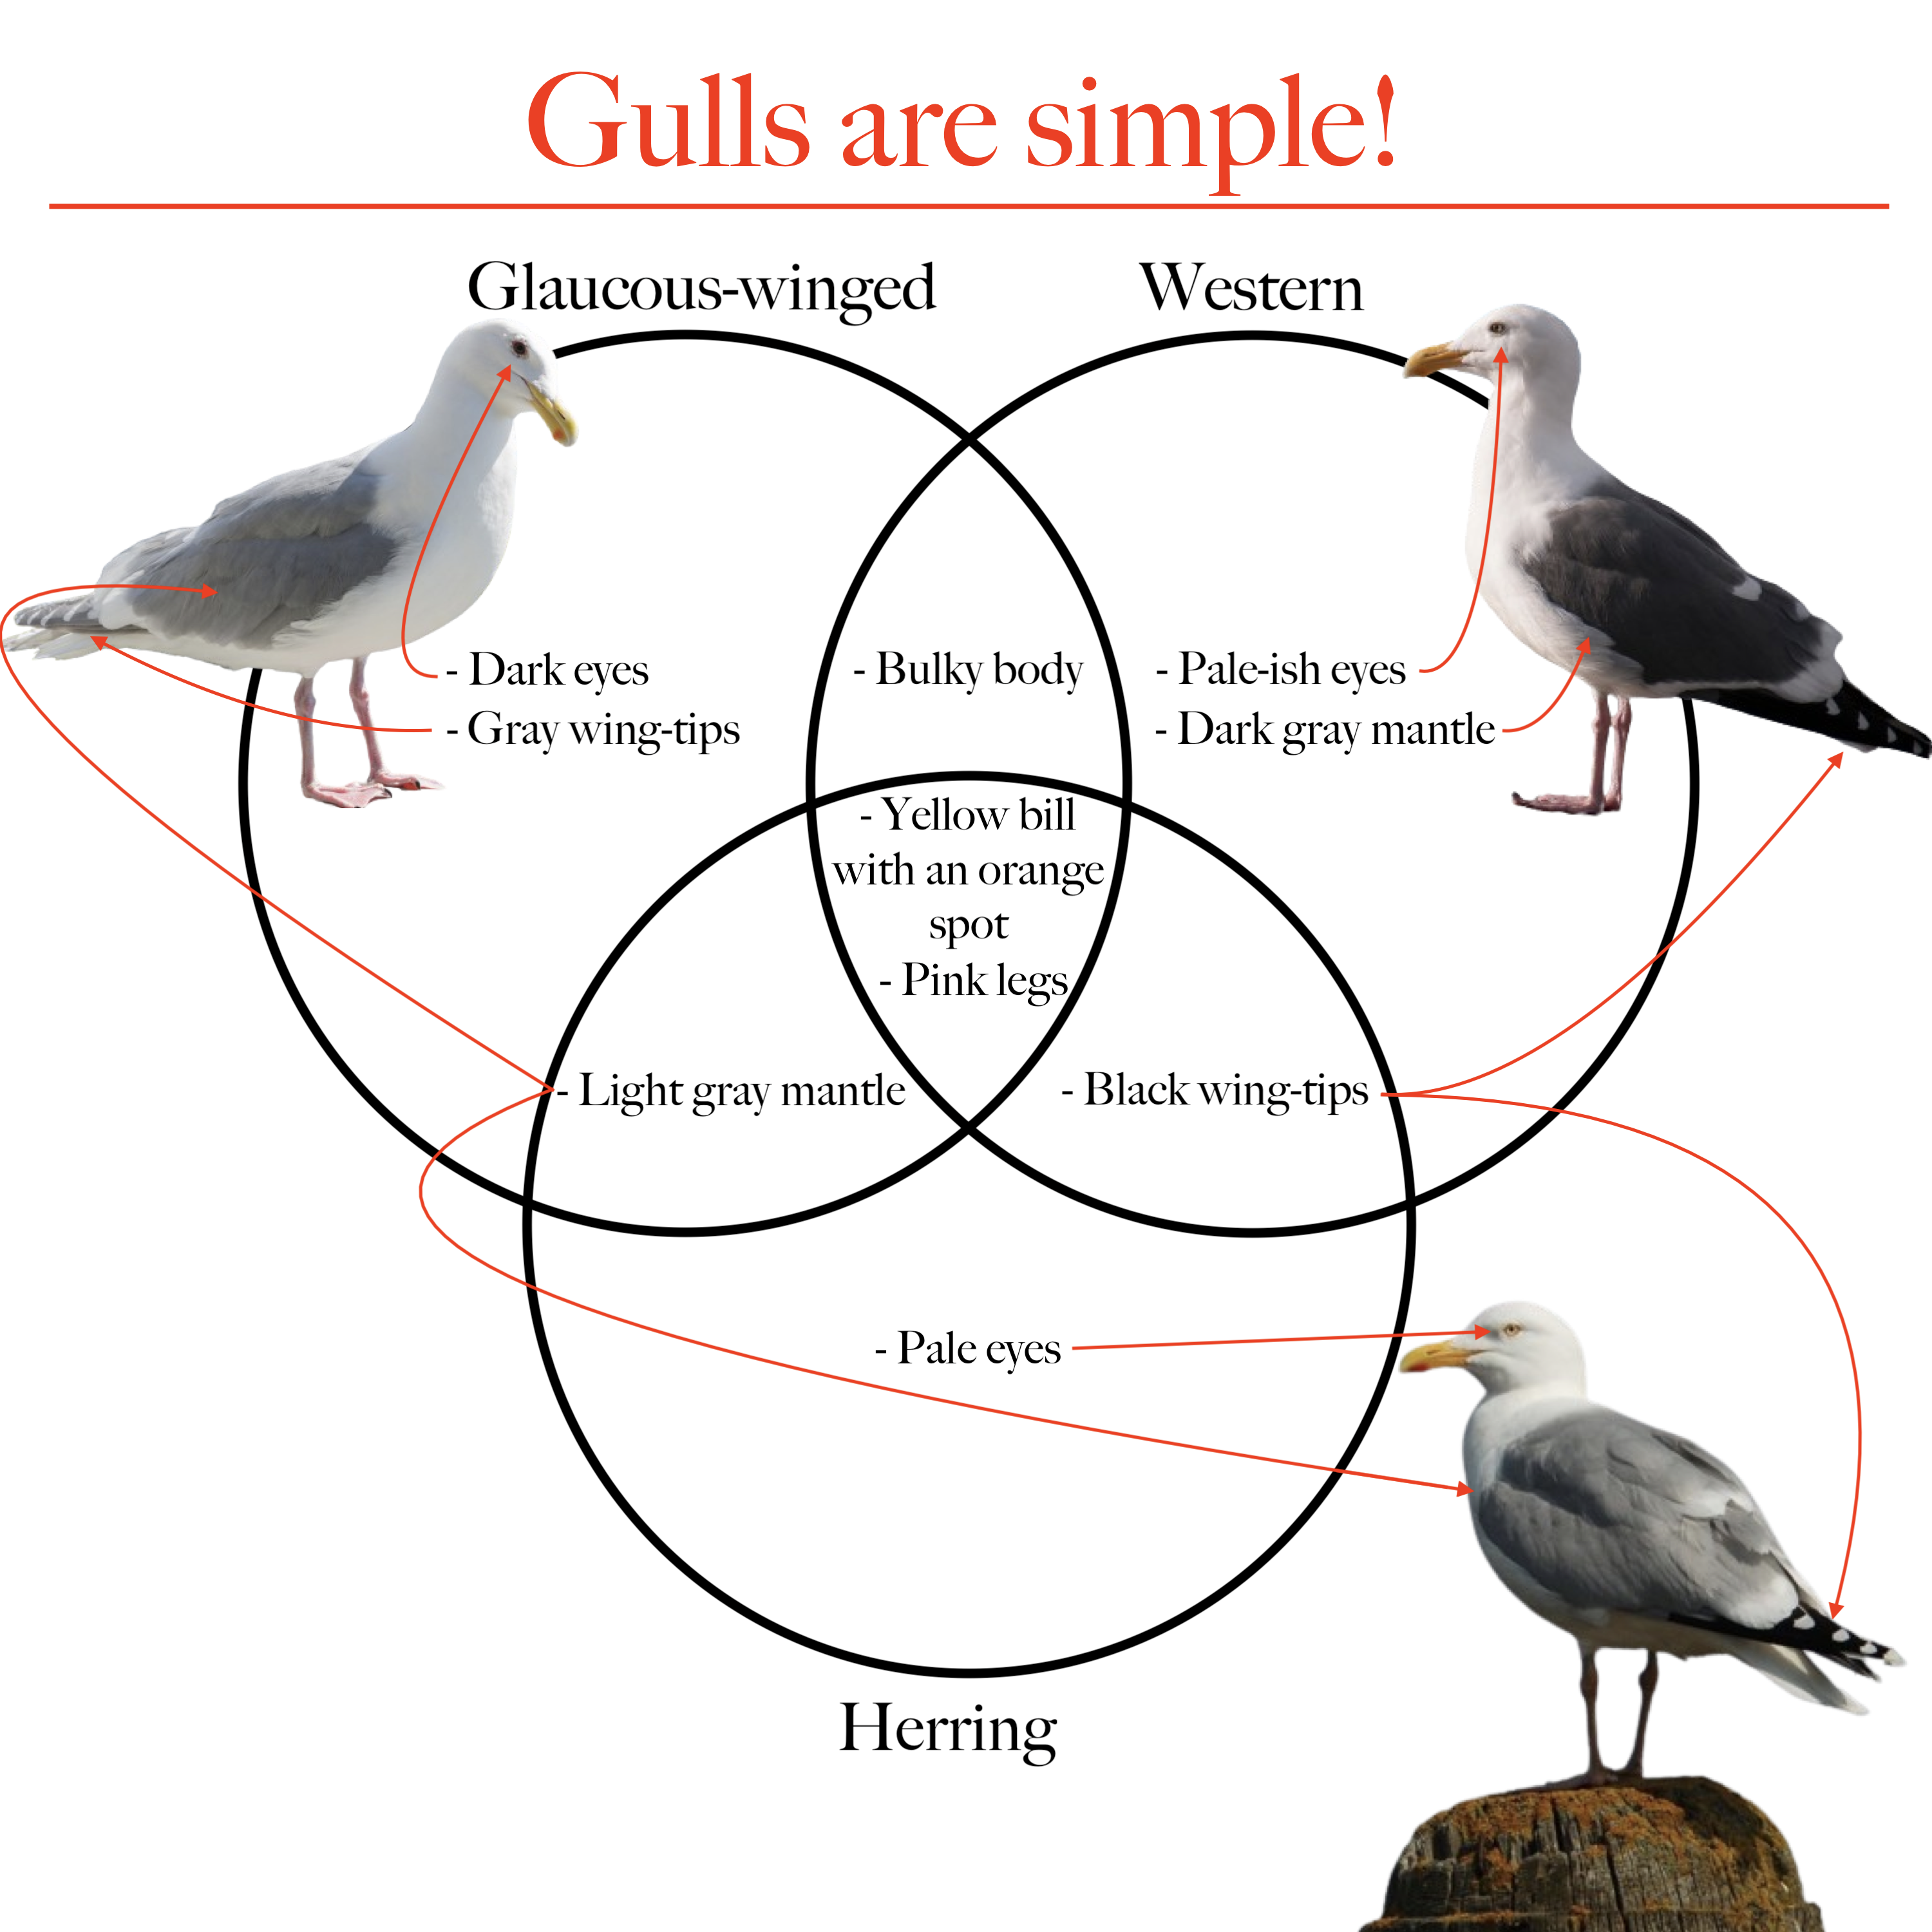 Gulls are simple!
Glaucous-winged
Western
- Dark eyes
- Gray wing-tips
- Bulky body
- Pale-ish eyes
- Dark gray mantle
- Yellow bill
with an orange
spot
- Pink legs
- Light gray mantle
- Black wing-tips
- Pale eyes
Herring